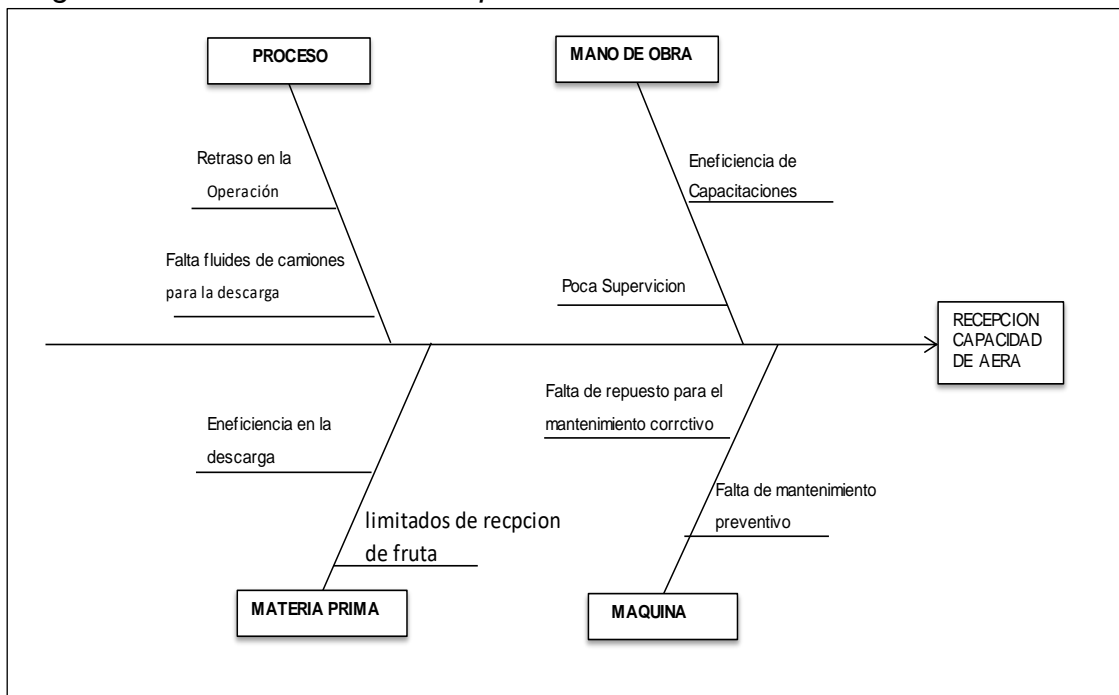 PROCESO
MANO DE OBRA
Retraso en la
Operación
Eneficiencia de
Capacitaciones
Falta fluides de camiones
para la descarga
Poca Supervicion
RECEPCION
CAPACIDAD
DE AERA
Falta de repuesto para el
mantenimiento corrctivo
Eneficiencia en la
descarga
Falta de mantenimiento
preventivo
limitados de recpcion
de fruta
MATERIA PRIMA
MAQUINA